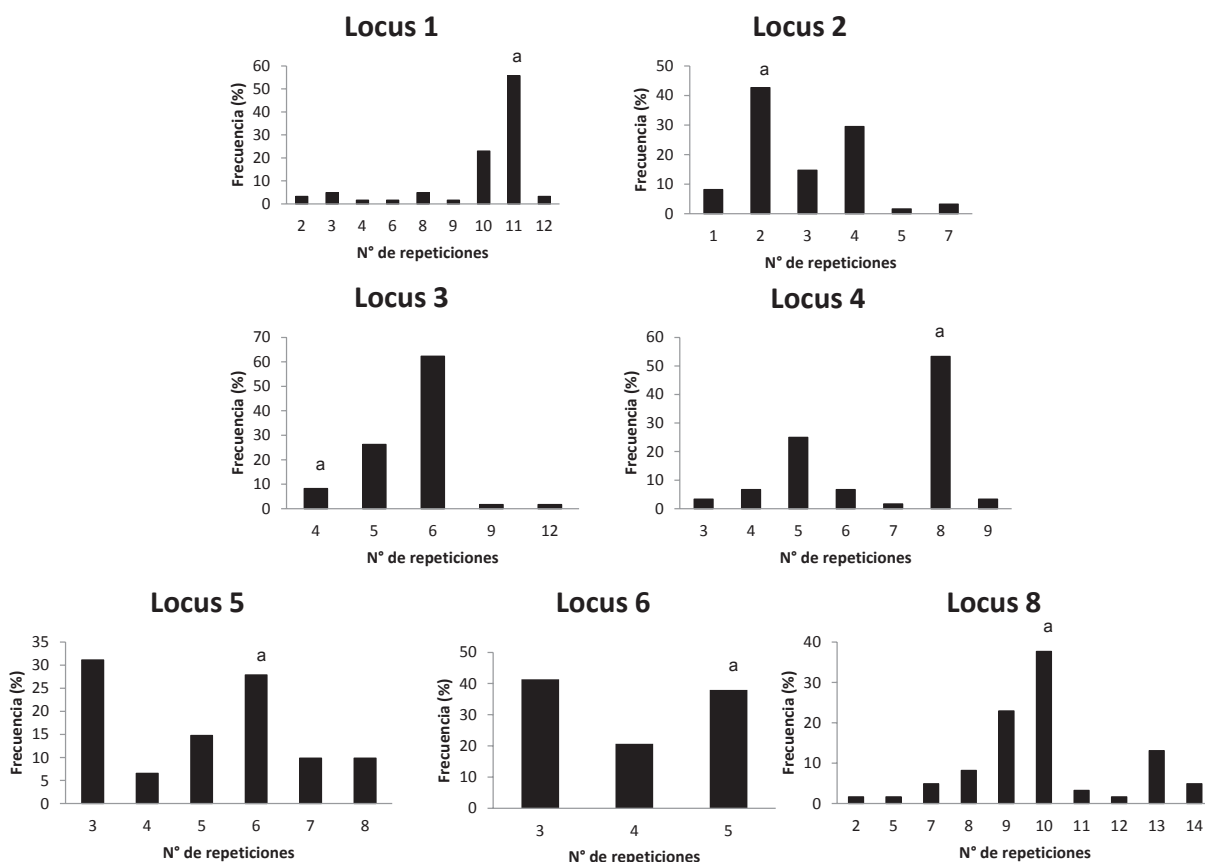 Locus 1
a
Frecuencia (%)
60
50
40
30
20
10
0
2 3 4 6 8 9 10 11 12
N° de repeticiones
Locus 2
a
Frecuencia (%)
50
40
30
20
10
0
1 2 3 4 5 7
N° de repeticiones
Locus 3
a
Frecuencia (%)
70
60
50
40
30
20
10
0
4 5 6 9 12
N° de repeticiones
Locus 4
a
Frecuencia (%)
60
50
40
30
20
10
0
3 4 5 6 7 8 9
N° de repeticiones
Locus 5
a
Frecuencia (%)
35
30
25
20
15
10
5
0
3 4 5 6 7 8
N° de repeticiones
Locus 6
a
Frecuencia (%)
50
40
30
20
10
0
3 4 5
N° de repeticiones
Locus 8
a
Frecuencia (%)
40
30
20
10
0
2 5 7 8 9 10 11 12 13 14
N° de repeticiones